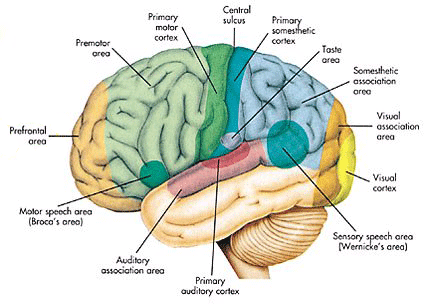 Central
sulcus
Primary
motor
cortex
Primary
somesthetic
cortex
Premotor
area
Taste
area
Somesthetic
association
area
Prefrontal
area
Visual
association
area
Visual
cortex
Motor speech area
(Broca's area)
Sensory speech area
[Wernicke's area)
Auditory
association area
Primary
auditory cortex